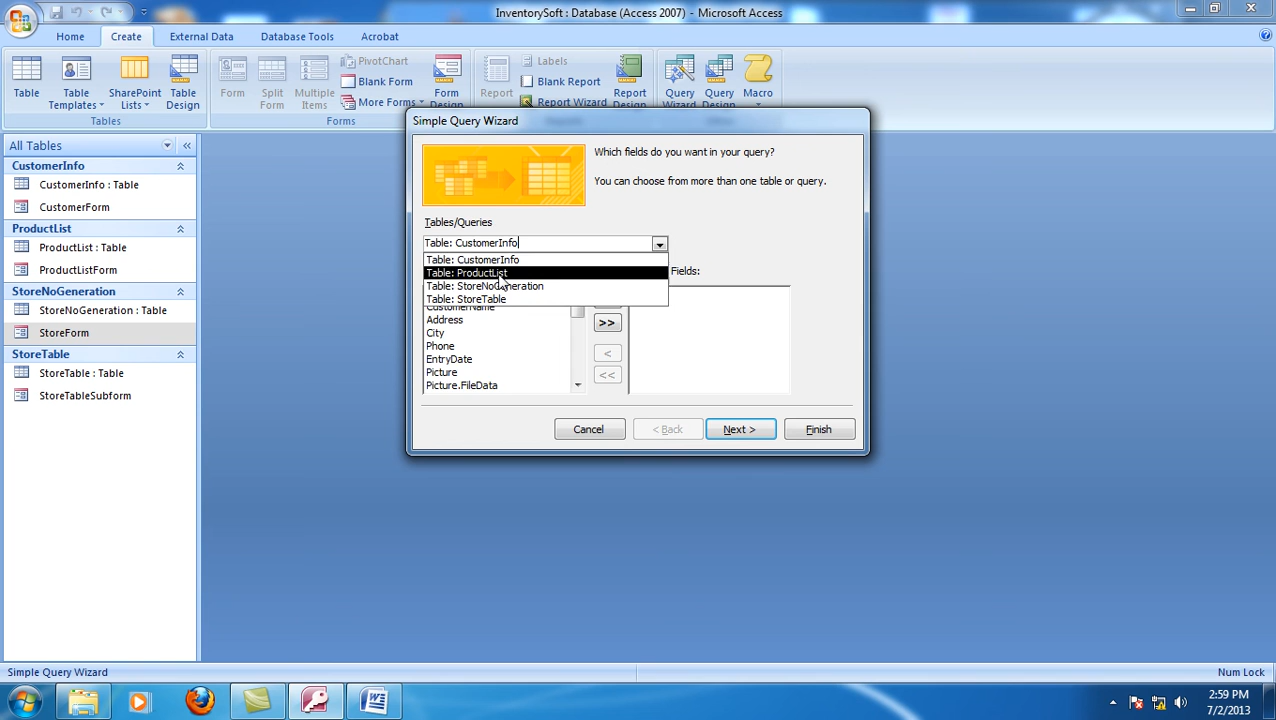 InventorySoft : Database (Access 2007) - Microsoft Access
Home Create External Data Database Tools Acrobat
Table
Table Templates
SharePoint Lists
Table Design
Form
Split Form
Multiple Items
PivotChart
Blank Form
More Forms
Form Design
Report
Labels
Blank Report
Report Wizard
Report Design
Query Wizard
Query Design
Macro
Tables
Forms
All Tables
CustomerInfo
CustomerInfo : Table
CustomerForm
ProductList
ProductList : Table
ProductListForm
StoreNoGeneration
StoreNoGeneration : Table
StoreForm
StoreTable
StoreTable : Table
StoreTableSubform
Simple Query Wizard
Which fields do you want in your query?
You can choose from more than one table or query.
Tables/Queries
Table: CustomerInfo
Table: CustomerInfo
Table: ProductList
Table: StoreNoGeneration
Table: StoreTable
Fields:
CustomerName
Address
City
Phone
EntryDate
Picture
Picture.FileData
>>
<
<<
Cancel < Back Next > Finish
Simple Query Wizard
Num Lock
2:59 PM
7/2/2013